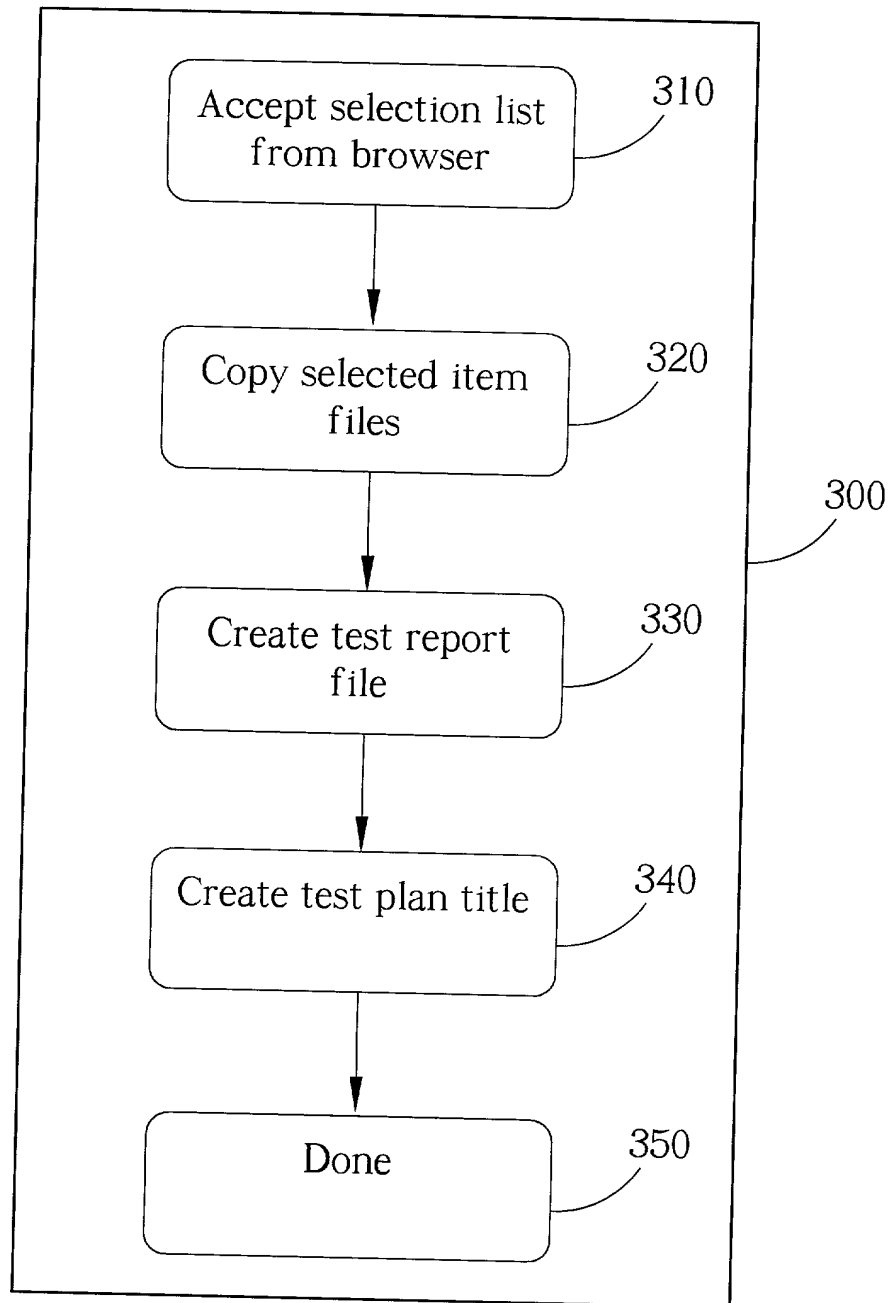 Accept selection list
from browser
310
Copy selected item
files
320
300
Create test report
file
330
Create test plan title
340
Done
350